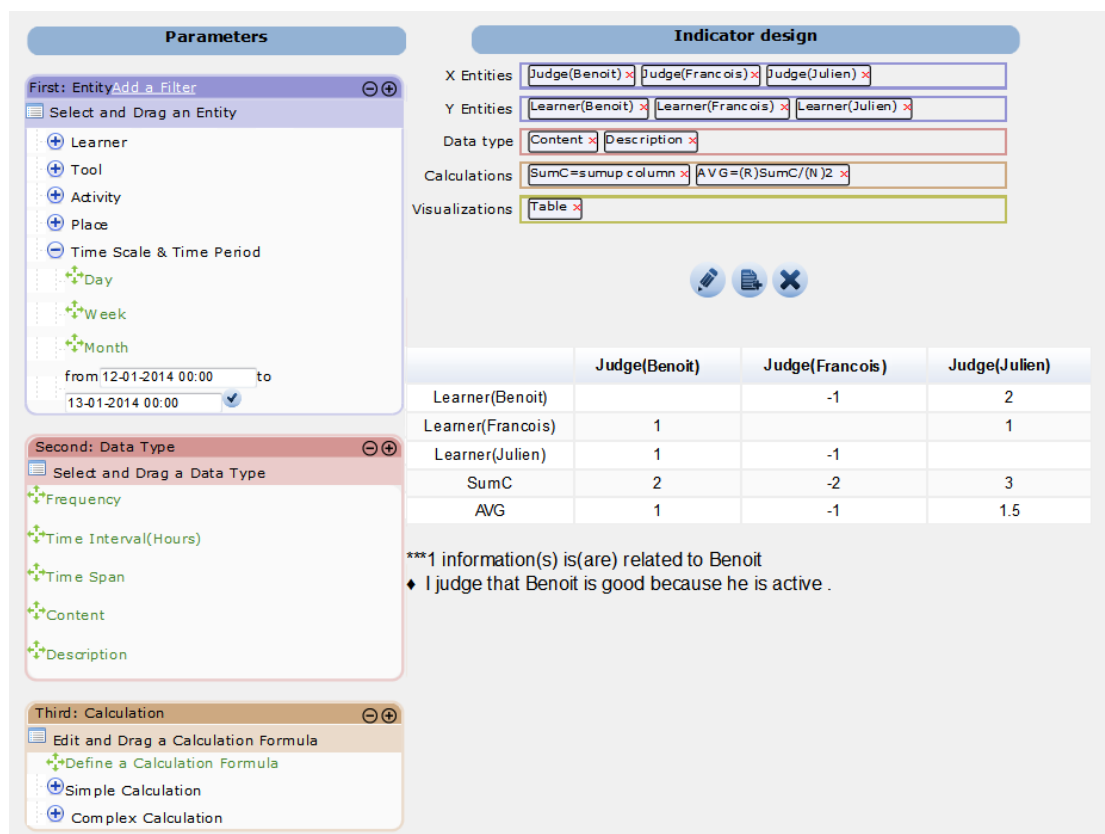 Parameters
First: EntityAdd a Filter
Select and Drag an Entity
Learner
Tool
Activity
Place
Time Scale & Time Period
Day
Week
Month
from 12-01-2014 00:00 to
13-01-2014 00:00
Second: Data Type
Select and Drag a Data Type
Frequency
Time Interval(Hours)
Time Span
Content
Description
Third: Calculation
Edit and Drag a Calculation Formula
Define a Calculation Formula
Simple Calculation
Complex Calculation
Indicator design
X Entities Judge(Benoit) x Judge(Francois) x Judge(Julien) x
Y Entities Learner(Benoit) x Learner(Francois) x Learner(Julien) x
Data type Content x Description x
Calculations SumC=sumup column x AVG=(R)SumC/(N)2 x
Visualizations Table x
Judge(Benoit) Judge(Francois) Judge(Julien)
Learner(Benoit) -1 2
Learner(Francois) 1 1
Learner(Julien) 1 -1
SumC 2 -2 3
AVG 1 -1 1.5
***1 information(s) is(are) related to Benoit
♦ I judge that Benoit is good because he is active .